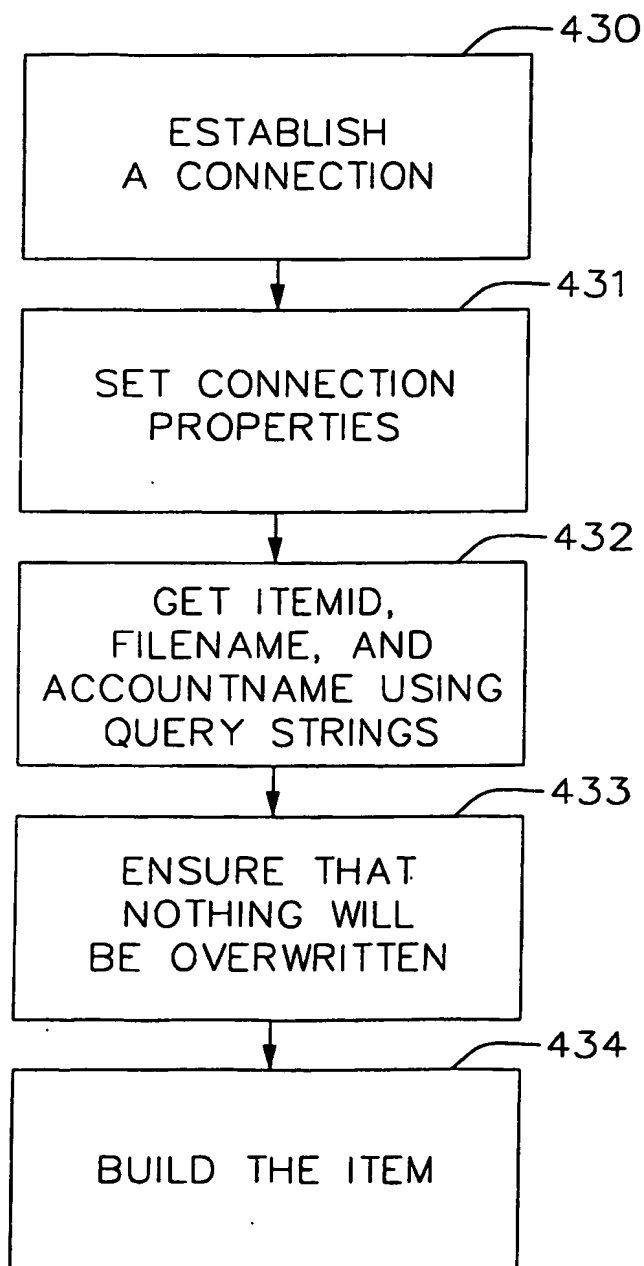 430
ESTABLISH
A CONNECTION
431
SET CONNECTION
PROPERTIES
432
GET ITEMID,
FILENAME, AND
ACCOUNTNAME USING
QUERY STRINGS
433
ENSURE THAT
NOTHING WILL
BE OVERWRITTEN
434
BUILD THE ITEM